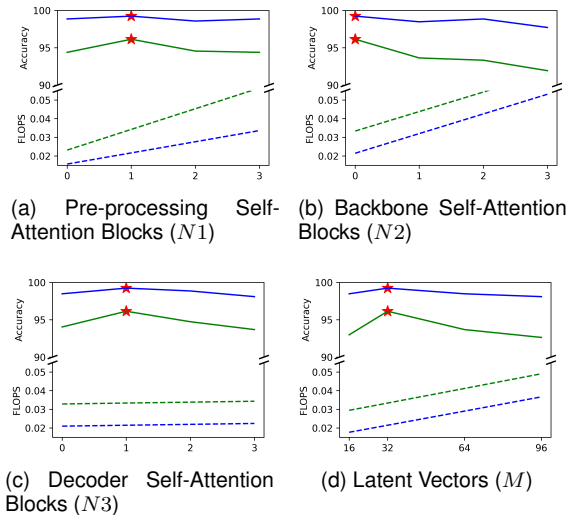 100
95
90
Accuracy
0.05
0.04
0.03
0.02
FLOPS
0 1 2 3
(a) Pre-processing Self-
Attention Blocks (N1)
100
95
90
Accuracy
0.05
0.04
0.03
0.02
FLOPS
0 1 2 3
(b) Backbone Self-Attention
Blocks (N2)
100
95
90
Accuracy
0.05
0.04
0.03
0.02
FLOPS
0 1 2 3
(c) Decoder Self-Attention
Blocks (N3)
100
95
90
Accuracy
0.05
0.04
0.03
0.02
FLOPS
16 32 64 96
(d) Latent Vectors (M)